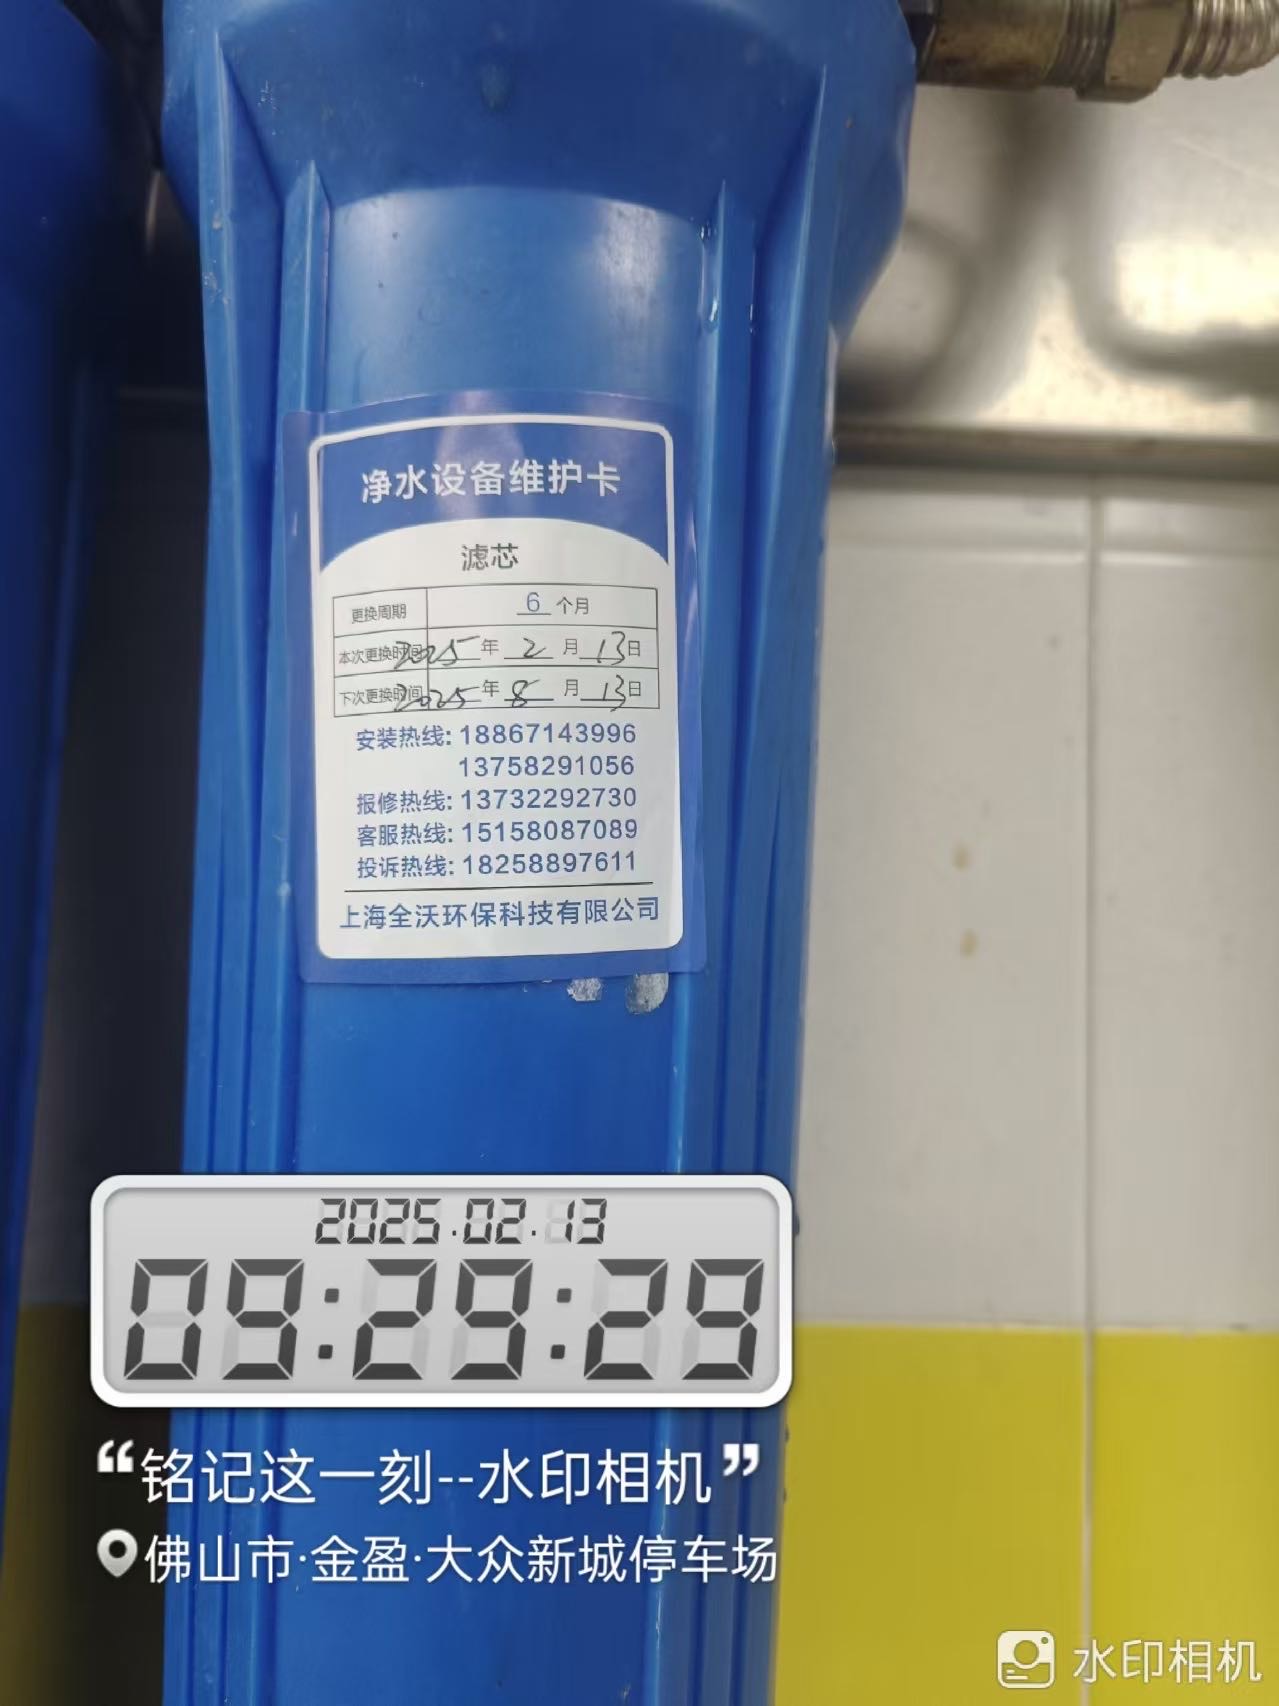 净水设备维护卡
滤芯
更换周期 6 个月
本次更换时间 2025 年 2 月 13 日
下次更换时间 2025 年 8 月 13 日
安装热线: 18867143996
13758291056
报修热线: 13732292730
客服热线: 15158087089
投诉热线: 18258897611
上海全沃环保科技有限公司
2025.02.13
09:29:29
“铭记这一刻--水印相机”
佛山市·金盈·大众新城停车场
水印相机